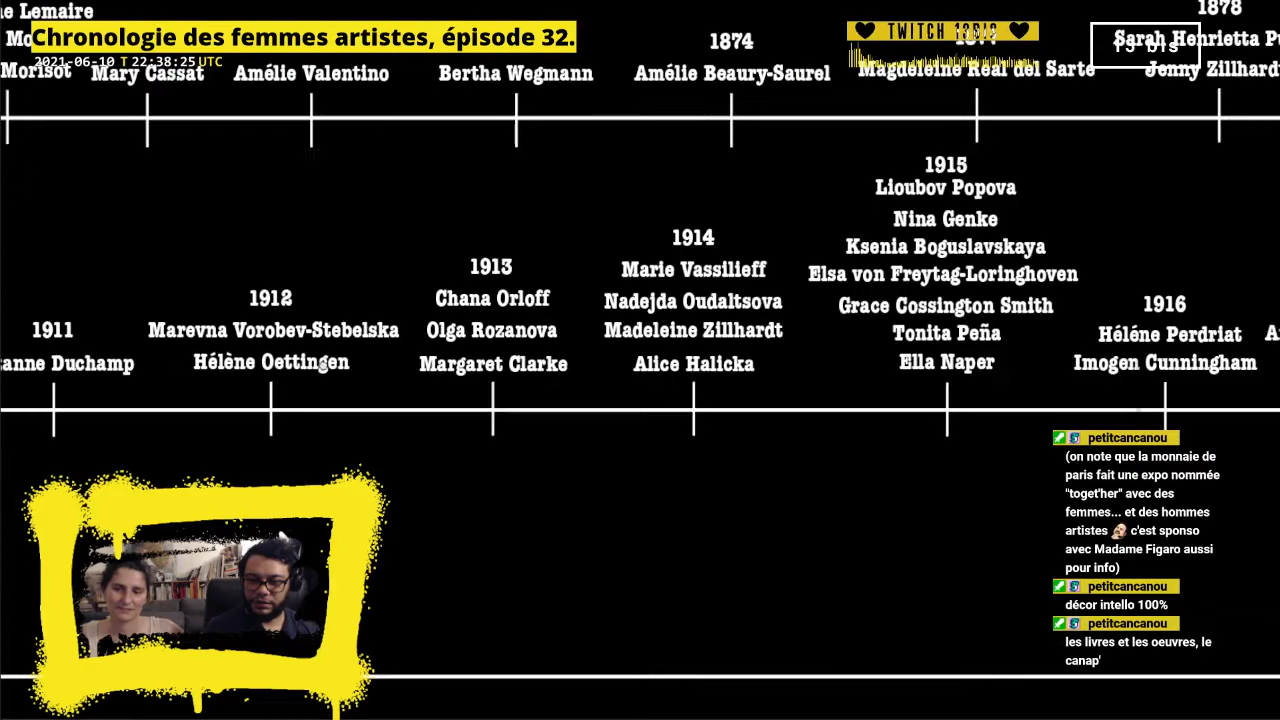 1878
e Lemaire
Chronologie des femmes artistes, épisode 32.
TWITCH
1874
Sarah Henrietta Pu
2021-06-10 T 22:38:25 UTC
Morisot
Mary Cassat
Amélie Valentino
Bertha Wegmann
Amélie Beaury-Saurel
Magdeleine Real del Sarte
Jenny Zillhardt
1915
Lioubov Popova
Nina Genke
Ksenia Boguslavskaya
Elsa von Freytag-Loringhoven
Grace Cossington Smith
Tonita Peña
Ella Naper
1914
Marie Vassilieff
Nadejda Oudaltsova
Madeleine Zillhardt
Alice Halicka
1913
Chana Orloff
Olga Rozanova
Margaret Clarke
1912
Marevna Vorobev-Stebelska
Hélène Oettingen
1911
anne Duchamp
1916
Héléne Perdriat
Imogen Cunningham
petitcancanou
(on note que la monnaie de
paris fait une expo nommée
"toget'her" avec des
femmes... et des hommes
artistes c'est sponso
avec Madame Figaro aussi
pour info)
petitcancanou
décor intello 100%
petitcancanou
les livres et les oeuvres, le
canap'